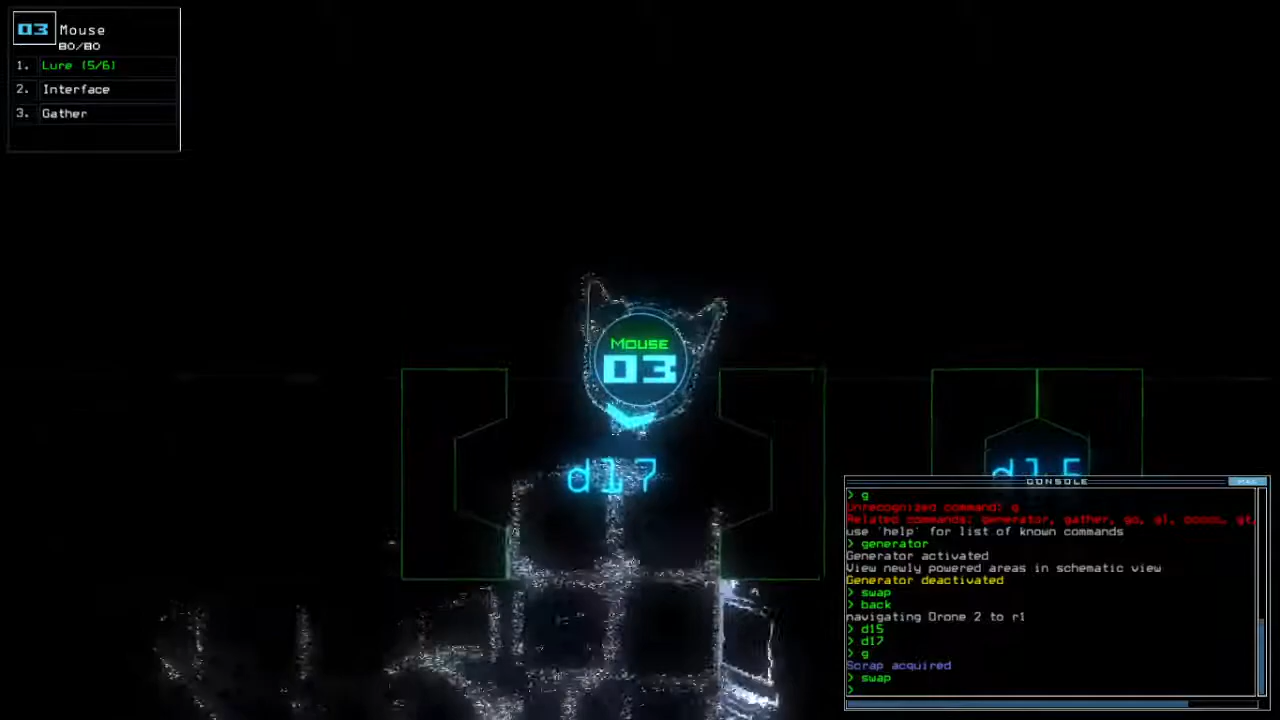 03 Mouse
80/80
1. Lure (5/6)
2. Interface
3. Gather
Mouse
03
d17
d15
CONSOLE
> g
Unrecognized command: g
use 'help' for list of known commands
> generator
Generator activated
View newly powered areas in schematic view
Generator deactivated
> swap
> back
navigating Drone 2 to r1
> d15
> d17
> g
Scrap acquired
> swap
>